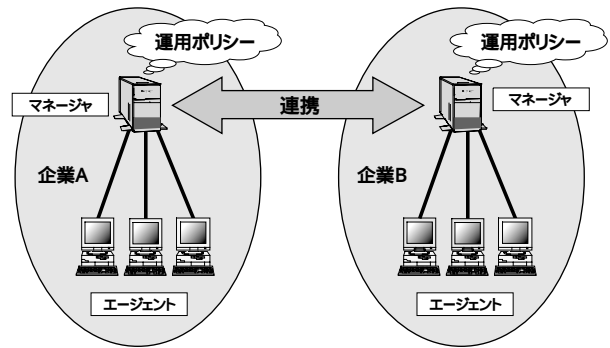 運用ポリシー
運用ポリシー
マネージャ
マネージャ
連携
企業A
企業B
エージェント
エージェント